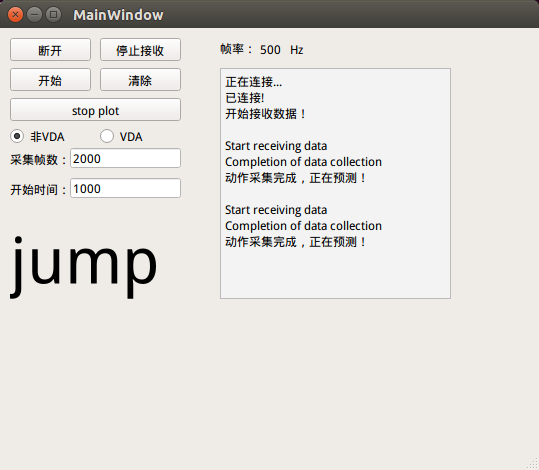 MainWindow
断开 停止接收
开始 清除
stop plot
非VDA VDA
采集帧数：2000
开始时间：1000
jump
帧率： 500 Hz
正在连接...
已连接!
开始接收数据！
Start receiving data
Completion of data collection
动作采集完成，正在预测！
Start receiving data
Completion of data collection
动作采集完成，正在预测！